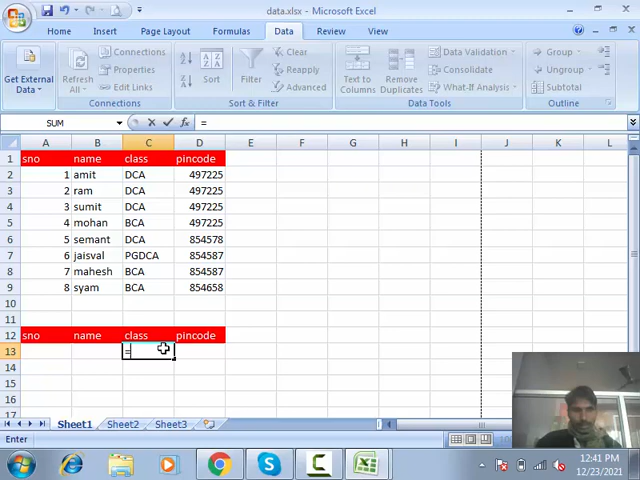 data.xlsx - Microsoft Excel
Home Insert Page Layout Formulas Data Review View
Get External Data
Refresh All
Connections
Properties
Edit Links
Connections
Sort
Filter
Clear
Reapply
Advanced
Sort & Filter
Text to Columns
Remove Duplicates
Data Validation
Consolidate
What-If Analysis
Data Tools
Group
Ungroup
Subtotal
Outline
SUM =
A B C D E F G H I J K L
1 sno name class pincode
2 1 amit DCA 497225
3 2 ram DCA 497225
4 3 sumit DCA 497225
5 4 mohan BCA 497225
6 5 semant DCA 854578
7 6 jaisval PGDCA 854587
8 7 mahesh BCA 854587
9 8 syam BCA 854658
10
11
12 sno name class pincode
13 =
14
15
16
17
Sheet1 Sheet2 Sheet3
Enter
12:41 PM
12/23/2021